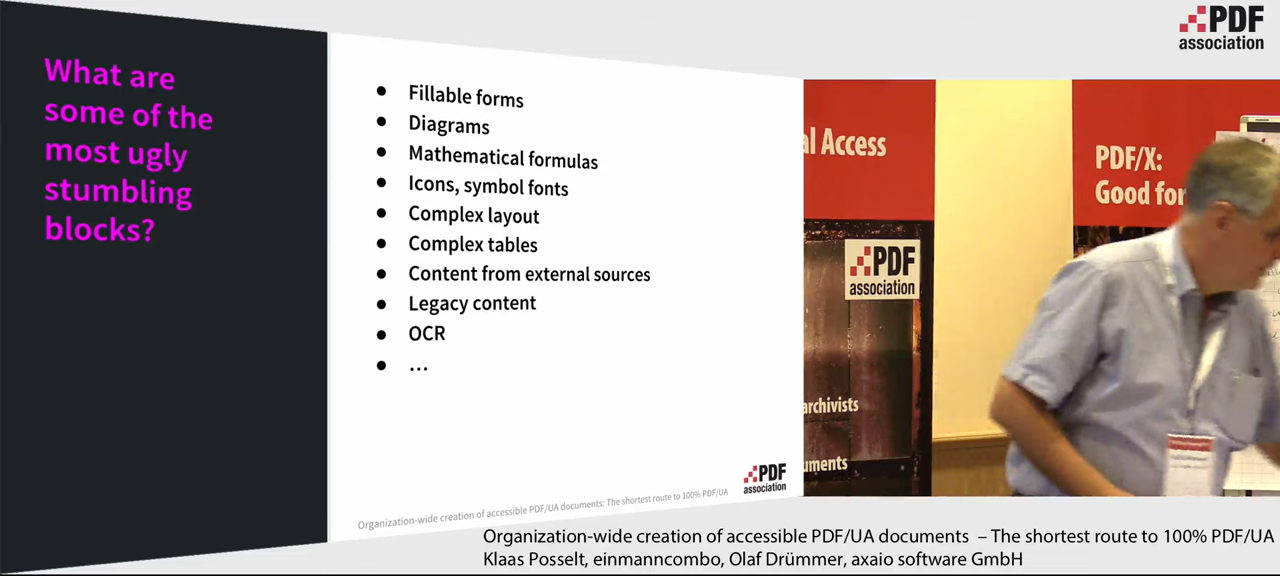 What are
some of the
most ugly
stumbling
blocks?
● Fillable forms
● Diagrams
● Mathematical formulas
● Icons, symbol fonts
● Complex layout
● Complex tables
● Content from external sources
● Legacy content
● OCR
● …
PDF
association
Organization-wide creation of accessible PDF/UA documents: The shortest route to 100% PDF/UA
PDF
association
al Access
PDF/X:
Good for
PDF
association
archivists
uments
Organization-wide creation of accessible PDF/UA documents – The shortest route to 100% PDF/UA
Klaas Posselt, einmanncombo, Olaf Drümmer, axaio software GmbH